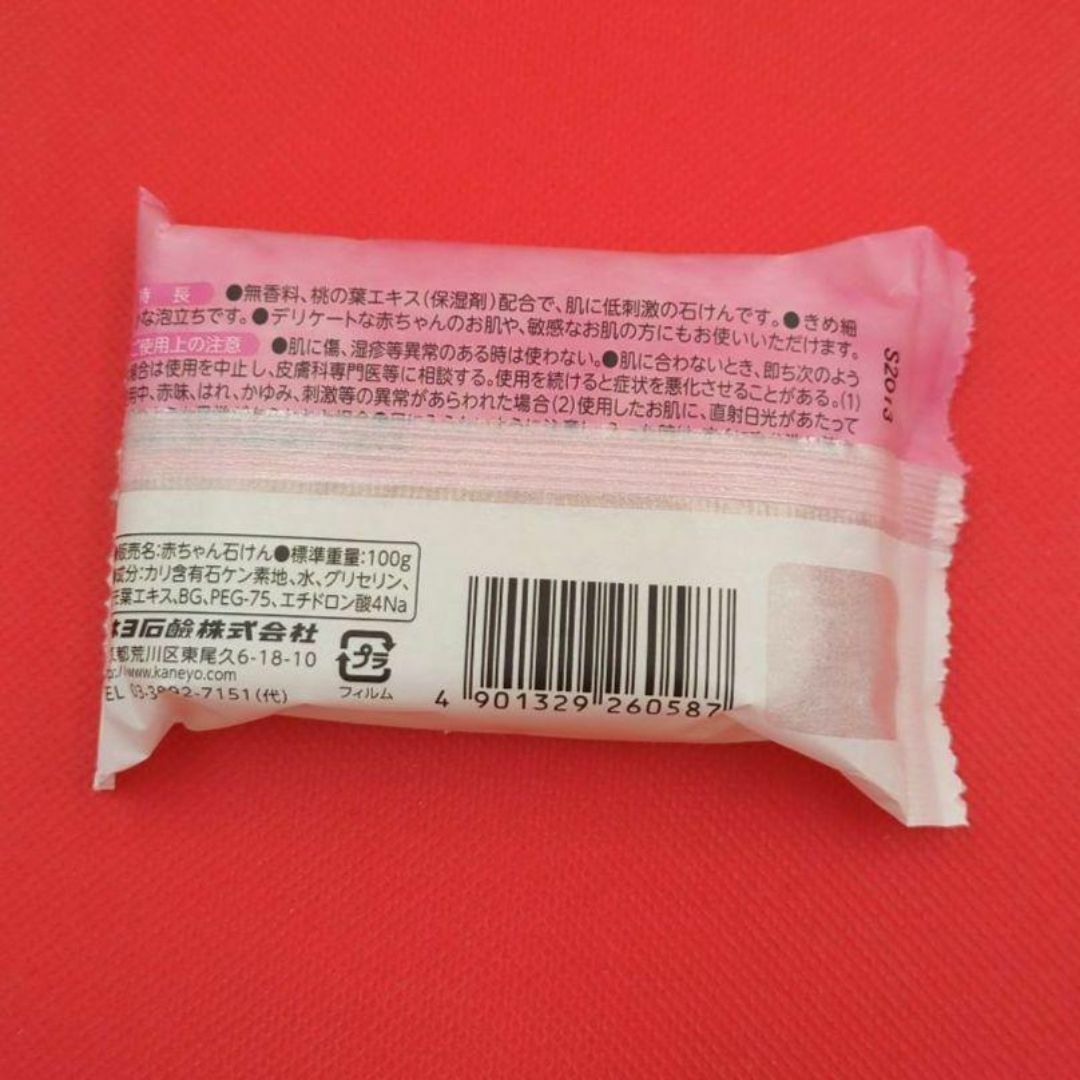 特長 ●無香料、桃の葉エキス(保湿剤)配合で、肌に低刺激の石けんです。●きめ細
な泡立ちです。●デリケートな赤ちゃんのお肌や、敏感なお肌の方にもお使いいただけます。
ご使用上の注意 ●肌に傷、湿疹等異常のある時は使わない。●肌に合わないとき、即ち次のよう
場合は使用を中止し、皮膚科専門医等に相談する。使用を続けると症状を悪化させることがある。(1)
用中、赤味、はれ、かゆみ、刺激等の異常があらわれた場合(2)使用したお肌に、直射日光があたって
S2013
販売名:赤ちゃん石けん●標準重量:100g
成分:カリ含有石ケン素地、水、グリセリン、
葉エキス、BG、PEG-75、エチドロン酸4Na
ネヨ石鹸株式会社
都荒川区東尾久6-18-10
://www.kaneyo.com
TEL 03-3892-7151(代)
プラ
フィルム
4 901329 260587